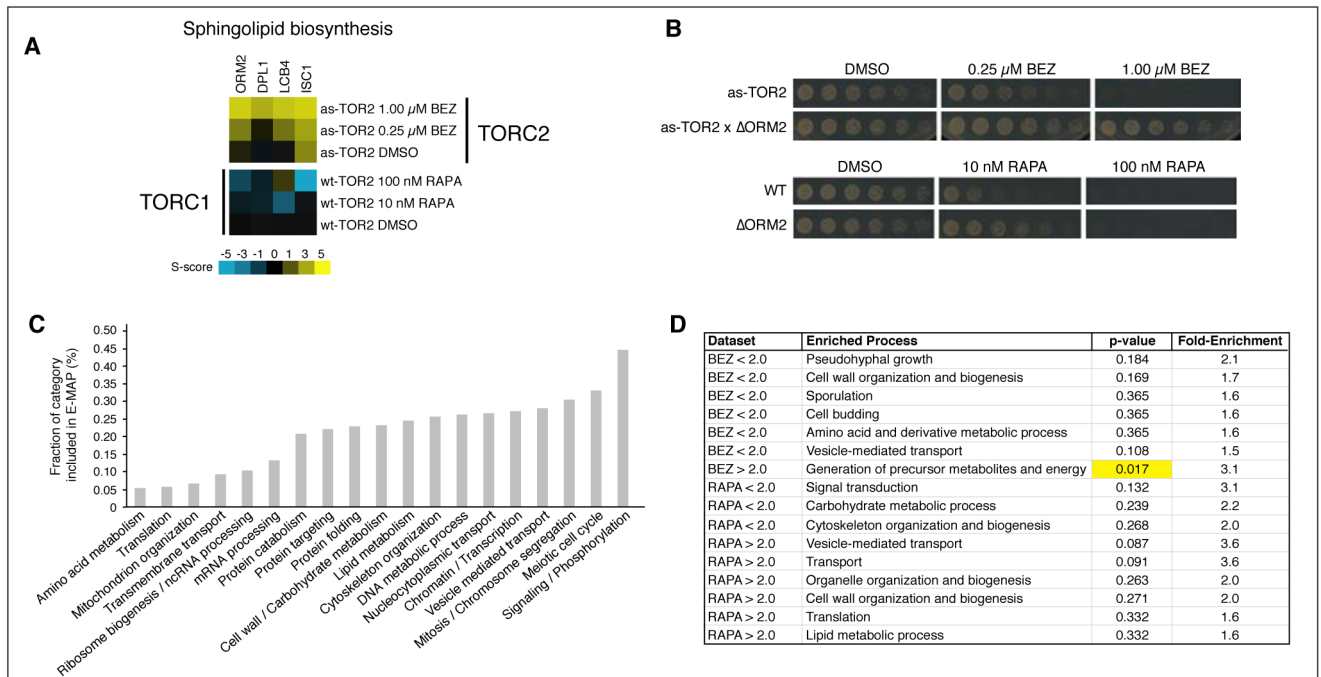 A
Sphingolipid biosynthesis
ORM2 DPL1 LCB4 ISC1
as-TOR2 1.00 µM BEZ
as-TOR2 0.25 µM BEZ
as-TOR2 DMSO
TORC2
TORC1
wt-TOR2 100 nM RAPA
wt-TOR2 10 nM RAPA
wt-TOR2 DMSO
-5 -3 -1 0 1 3 5
S-score
B
DMSO 0.25 µM BEZ 1.00 µM BEZ
as-TOR2
as-TOR2 x ΔORM2
DMSO 10 nM RAPA 100 nM RAPA
WT
ΔORM2
C
Fraction of category
included in E-MAP (%)
0.50
0.45
0.40
0.35
0.30
0.25
0.20
0.15
0.10
0.05
0
Amino acid metabolism
Translation
Mitochondrion organization
Transmembrane transport
Ribosome biogenesis / ncRNA processing
mRNA processing
Protein catabolism
Protein targeting
Protein folding
Cell wall / Carbohydrate metabolism
Lipid metabolism
Cytoskeleton organization
DNA metabolic process
Nucleocytoplasmic transport
Chromatin / Transcription
Vesicle mediated transport
Mitosis / Chromosome segregation
Meiotic cell cycle
Signaling / Phosphorylation
D
Dataset Enriched Process p-value Fold-Enrichment
BEZ < 2.0 Pseudohyphal growth 0.184 2.1
BEZ < 2.0 Cell wall organization and biogenesis 0.169 1.7
BEZ < 2.0 Sporulation 0.365 1.6
BEZ < 2.0 Cell budding 0.365 1.6
BEZ < 2.0 Amino acid and derivative metabolic process 0.365 1.6
BEZ < 2.0 Vesicle-mediated transport 0.108 1.5
BEZ > 2.0 Generation of precursor metabolites and energy 0.017 3.1
RAPA < 2.0 Signal transduction 0.132 3.1
RAPA < 2.0 Carbohydrate metabolic process 0.239 2.2
RAPA < 2.0 Cytoskeleton organization and biogenesis 0.268 2.0
RAPA > 2.0 Vesicle-mediated transport 0.087 3.6
RAPA > 2.0 Transport 0.091 3.6
RAPA > 2.0 Organelle organization and biogenesis 0.263 2.0
RAPA > 2.0 Cell wall organization and biogenesis 0.271 2.0
RAPA > 2.0 Translation 0.332 1.6
RAPA > 2.0 Lipid metabolic process 0.332 1.6